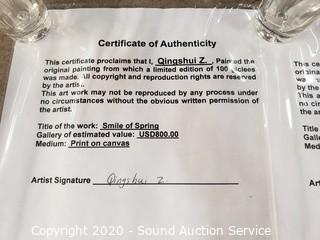 Certificate of Authenticity
This certificate proclaims that I, Qingshui Z. , Painted the
original painting from which a limited edition of 100 giclees
was made. All copyright and reproduction rights are reserved
by the artist.
This art work may not be reproduced by any process under
no circumstances without the obvious written permission of
the artist.
Title of the work: Smile of Spring
Gallery of estimated value: USD800.00
Medium: Print on canvas
Artist Signature Qingshui Z.
Copyright 2020 - Sound Auction Service